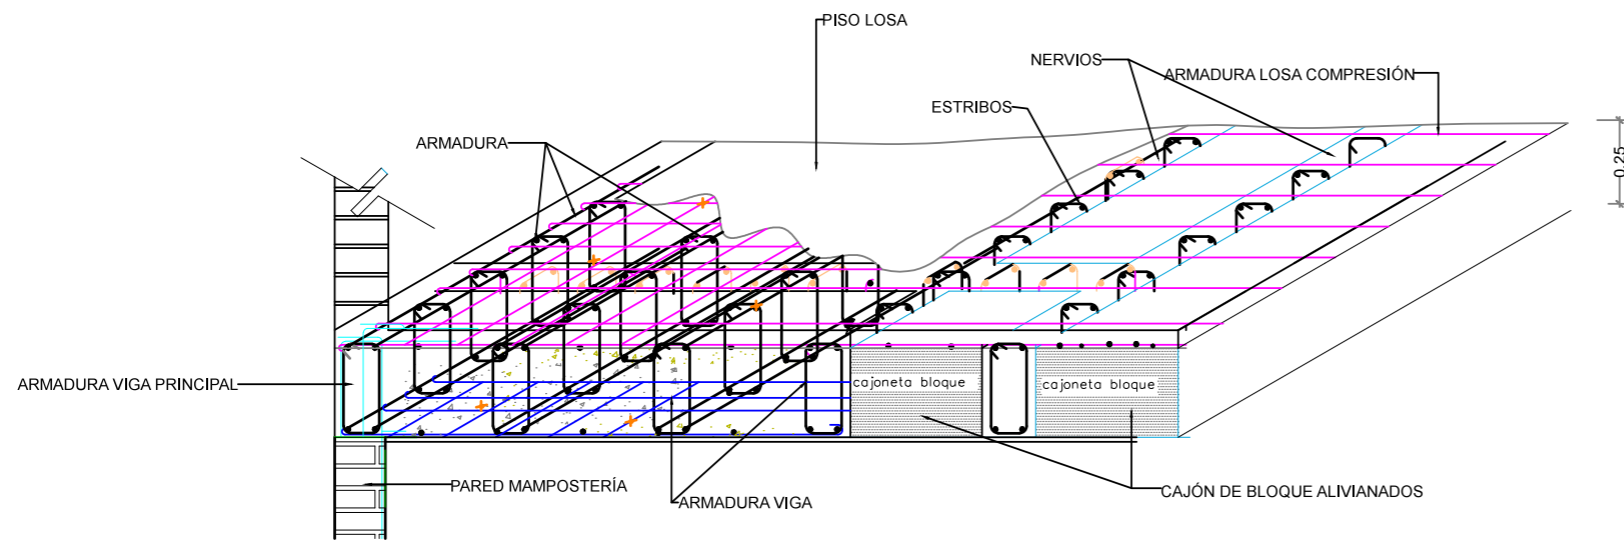 PISO LOSA
NERVIOS
ARMADURA LOSA COMPRESIÓN
ESTRIBOS
ARMADURA
0.25
ARMADURA VIGA PRINCIPAL
cajoneta bloque
cajoneta bloque
PARED MAMPOSTERÍA
ARMADURA VIGA
CAJÓN DE BLOQUE ALIVIANADOS